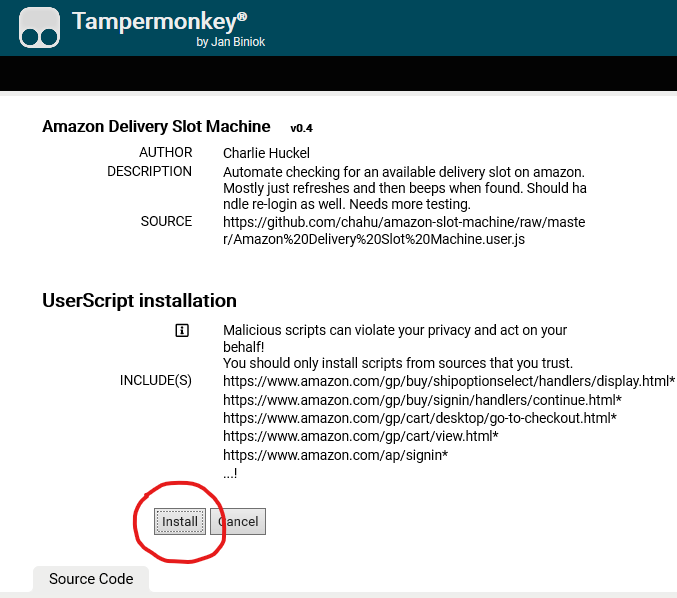 Tampermonkey®
by Jan Biniok
Amazon Delivery Slot Machine v0.4
AUTHOR Charlie Huckel
DESCRIPTION Automate checking for an available delivery slot on amazon.
Mostly just refreshes and then beeps when found. Should ha
ndle re-login as well. Needs more testing.
SOURCE https://github.com/chahu/amazon-slot-machine/raw/maste
r/Amazon%20Delivery%20Slot%20Machine.user.js
UserScript installation
Malicious scripts can violate your privacy and act on your
behalf!
You should only install scripts from sources that you trust.
INCLUDE(S) https://www.amazon.com/gp/buy/shipoptionselect/handlers/display.html*
https://www.amazon.com/gp/buy/signin/handlers/continue.html*
https://www.amazon.com/gp/cart/desktop/go-to-checkout.html*
https://www.amazon.com/gp/cart/view.html*
https://www.amazon.com/ap/signin*
...!
Install Cancel
Source Code